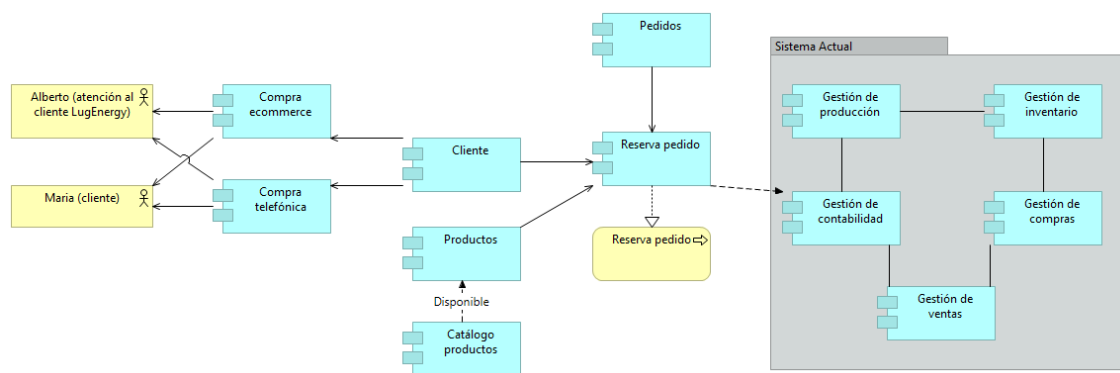 Pedidos
Sistema Actual
Alberto (atención al
cliente LugEnergy)
Compra
ecommerce
Gestión de
producción
Gestión de
inventario
Cliente
Reserva pedido
Maria (cliente)
Compra
telefónica
Gestión de
contabilidad
Gestión de
compras
Productos
Reserva pedido
Disponible
Gestión de
ventas
Catálogo
productos